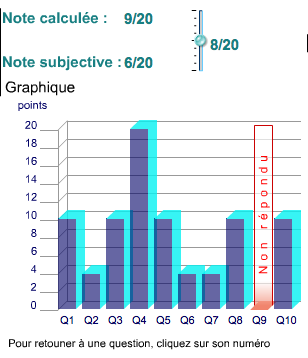 Note calculée : 9/20
8/20
Note subjective : 6/20
Graphique
points
20
18
16
14
12
10
8
6
4
2
0
Non répondu
Q1 Q2 Q3 Q4 Q5 Q6 Q7 Q8 Q9 Q10
Pour retouner à une question, cliquez sur son numéro